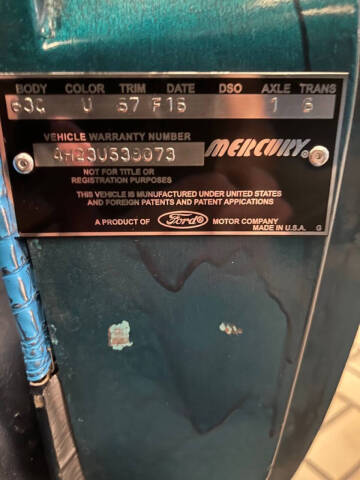 BODY COLOR TRIM DATE DSO AXLE TRANS
63C U 67 F16 1 6
VEHICLE WARRANTY NUMBER
4H23U539073 MERCURY®
NOT FOR TITLE OR
REGISTRATION PURPOSES
THIS VEHICLE IS MANUFACTURED UNDER UNITED STATES
AND FOREIGN PATENTS AND PATENT APPLICATIONS
A PRODUCT OF Ford® MOTOR COMPANY
MADE IN U.S.A. G